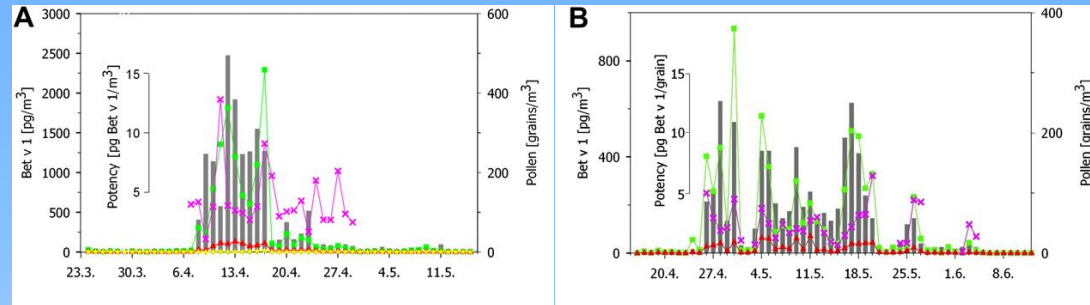 A
3000
2500
2000
1500
1000
500
0
Bet v 1 [pg/m³]
Potency [pg Bet v 1/m³]
15
10
5
600
400
200
0
Pollen [grains/m³]
23.3. 30.3. 6.4. 13.4. 20.4. 27.4. 4.5. 11.5.
B
800
400
0
Bet v 1 [pg/m³]
Potency [pg Bet v 1/grain]
15
10
5
400
200
0
Pollen [grains/m³]
20.4. 27.4. 4.5. 11.5. 18.5. 25.5. 1.6. 8.6.